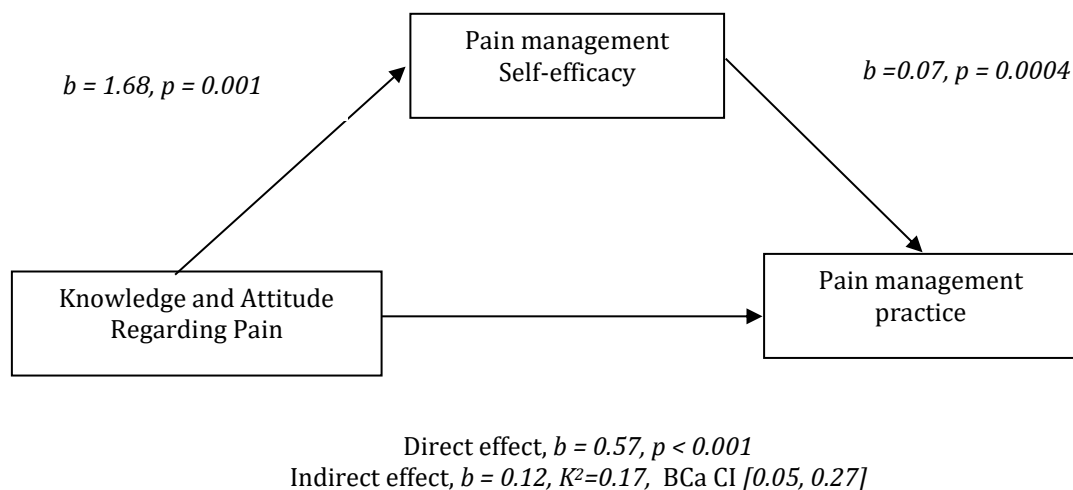 Pain management
Self-efficacy
b = 1.68, p = 0.001
b =0.07, p = 0.0004
Knowledge and Attitude
Regarding Pain
Pain management
practice
Direct effect, b = 0.57, p < 0.001
Indirect effect, b = 0.12, K²=0.17, BCa CI [0.05, 0.27]